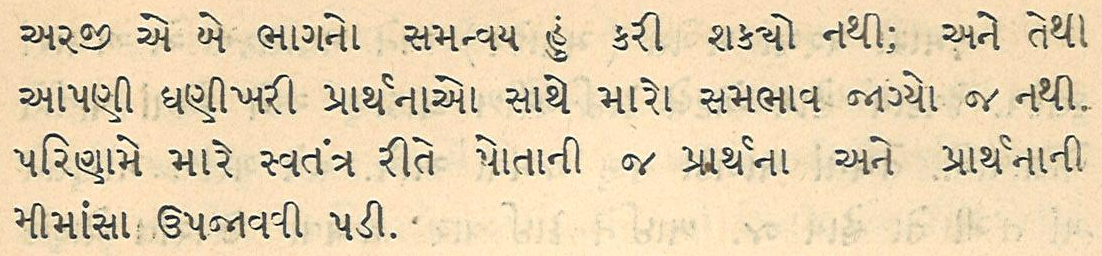 અરજી એ બે ભાગનો સમન્વય હું કરી શકયો નથી; અને તેથી
આપણી ઘણીખરી પ્રાર્થનાઓ સાથે મારો સમભાવ જાગ્યો જ નથી.
પરિણામે મારે સ્વતંત્ર રીતે પોતાની જ પ્રાર્થના અને પ્રાર્થનાની
મીમાંસા ઉપજાવવી પડી.